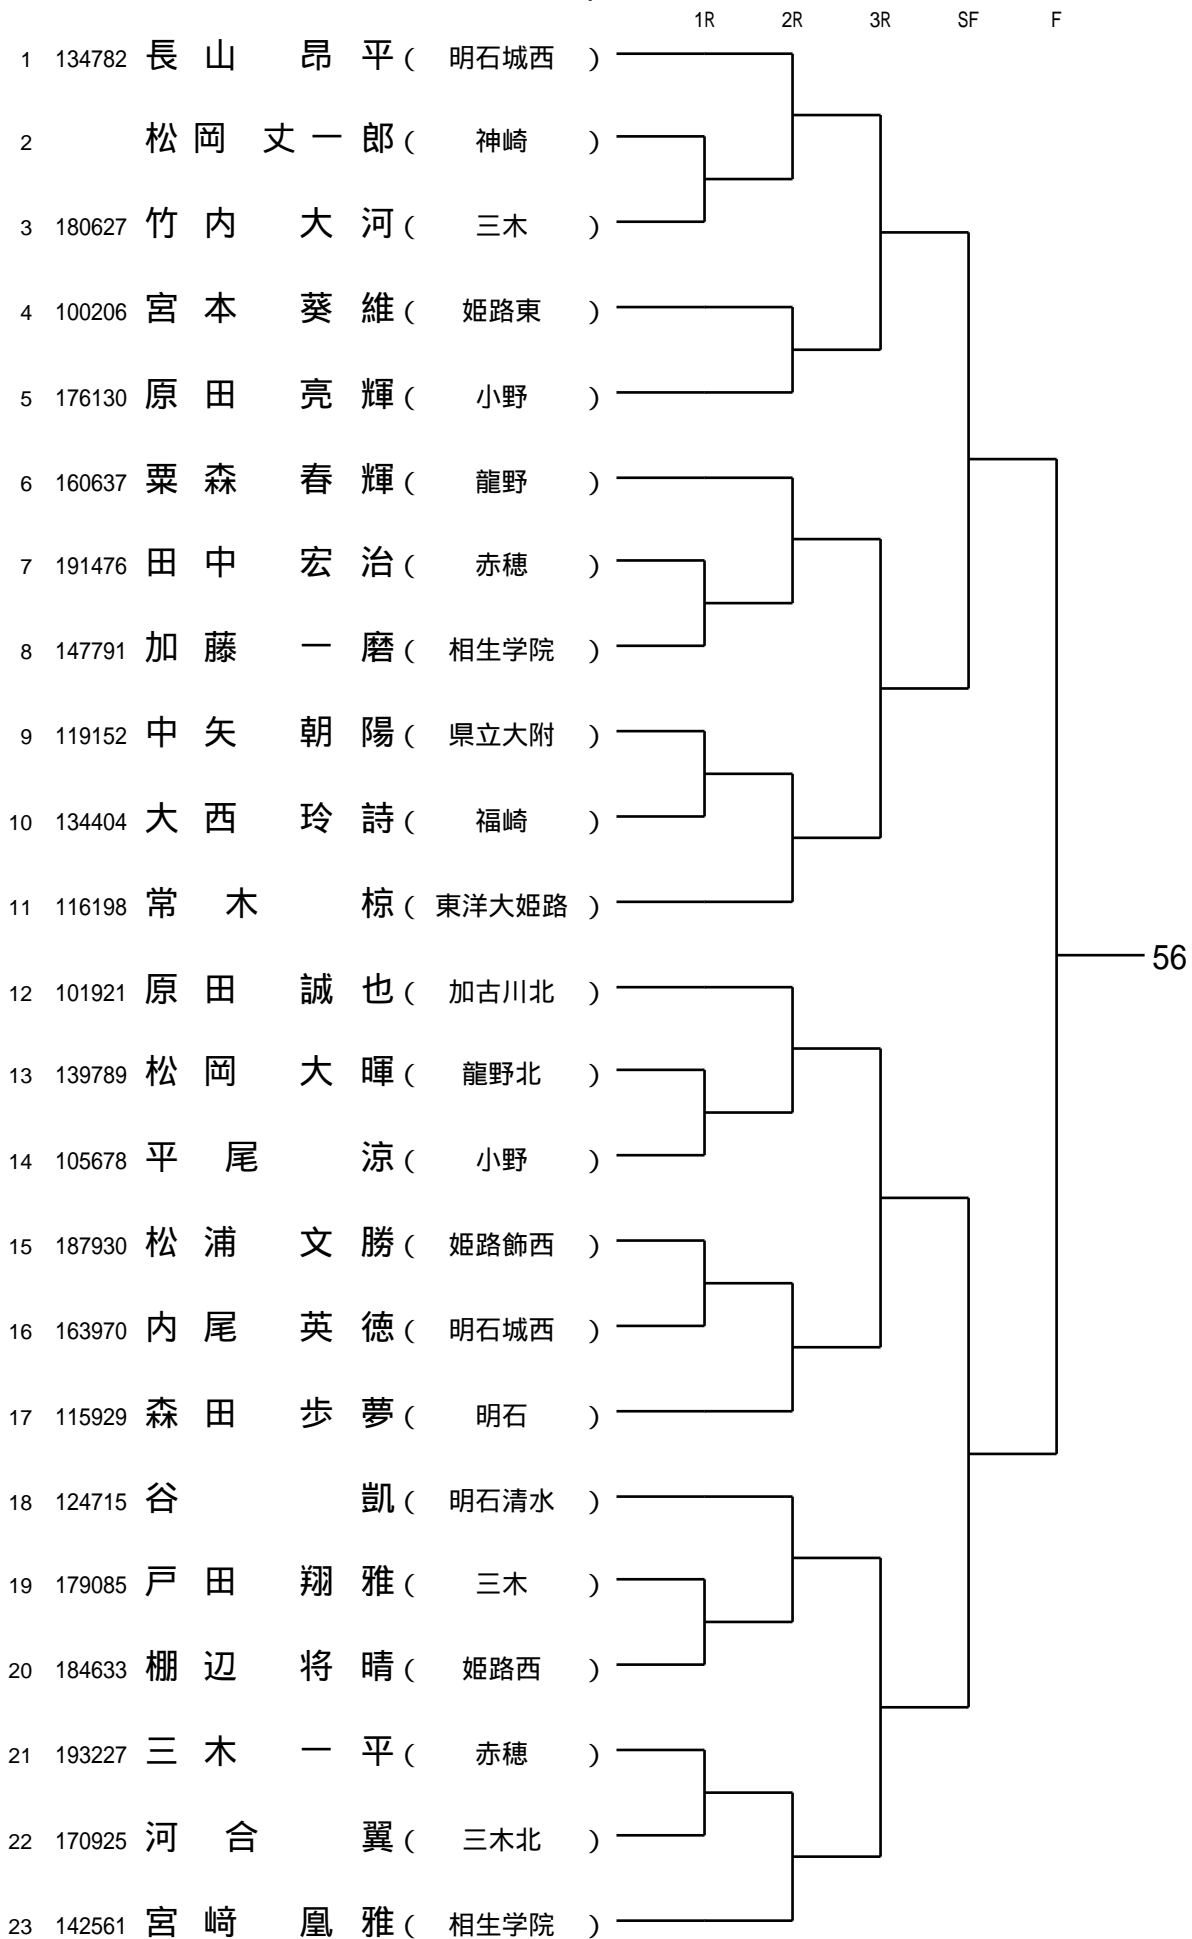 1R 2R 3R SF F
1 134782 長山 昂平 ( 明石城西 )
2 松岡 丈一郎 ( 神崎 )
3 180627 竹内 大河 ( 三木 )
4 100206 宮本 葵維 ( 姫路東 )
5 176130 原田 亮輝 ( 小野 )
6 160637 粟森 春輝 ( 龍野 )
7 191476 田中 宏治 ( 赤穂 )
8 147791 加藤 一磨 ( 相生学院 )
9 119152 中矢 朝陽 ( 県立大附 )
10 134404 大西 玲詩 ( 福崎 )
11 116198 常木 椋 ( 東洋大姫路 )
56
12 101921 原田 誠也 ( 加古川北 )
13 139789 松岡 大暉 ( 龍野北 )
14 105678 平尾 涼 ( 小野 )
15 187930 松浦 文勝 ( 姫路飾西 )
16 163970 内尾 英徳 ( 明石城西 )
17 115929 森田 歩夢 ( 明石 )
18 124715 谷 凱 ( 明石清水 )
19 179085 戸田 翔雅 ( 三木 )
20 184633 棚辺 将晴 ( 姫路西 )
21 193227 三木 一平 ( 赤穂 )
22 170925 河合 翼 ( 三木北 )
23 142561 宮﨑 凰雅 ( 相生学院 )